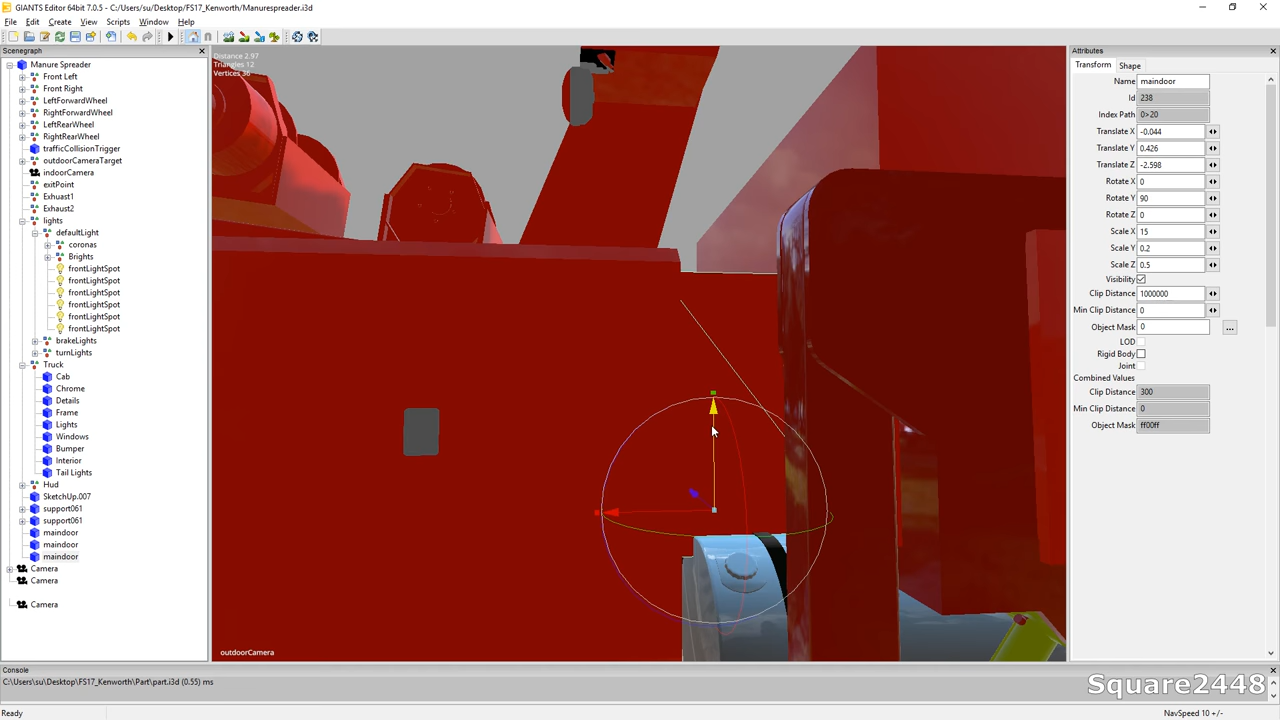 GIANTS Editor 64bit 7.0.5 - C:/Users/su/Desktop/FS17_Kenworth/Manurespreader.i3d
File Edit Create View Scripts Window Help
Scenegraph
Manure Spreader
Front Left
Front Right
LeftForwardWheel
RightForwardWheel
LeftRearWheel
RightRearWheel
trafficCollisionTrigger
outdoorCameraTarget
indoorCamera
exitPoint
Exhuast1
Exhaust2
lights
defaultLight
coronas
Brights
frontLightSpot
frontLightSpot
frontLightSpot
frontLightSpot
frontLightSpot
frontLightSpot
brakeLights
turnLights
Truck
Cab
Chrome
Details
Frame
Lights
Windows
Bumper
Interior
Tail Lights
Hud
SketchUp.007
support061
support061
maindoor
maindoor
maindoor
Camera
Camera
Camera
Distance 2.97
Triangles 12
Vertices 36
outdoorCamera
Attributes
Transform Shape
Name maindoor
Id 238
Index Path 0>20
Translate X -0.044
Translate Y 0.426
Translate Z -2.598
Rotate X 0
Rotate Y 90
Rotate Z 0
Scale X 15
Scale Y 0.2
Scale Z 0.5
Visibility
Clip Distance 1000000
Min Clip Distance 0
Object Mask 0 ...
LOD
Rigid Body
Joint
Combined Values
Clip Distance 300
Min Clip Distance 0
Object Mask ff00ff
Console
C:\Users\su\Desktop\FS17_Kenworth\Part\part.i3d (0.55) ms
Square2448
Ready
NavSpeed 10 +/-